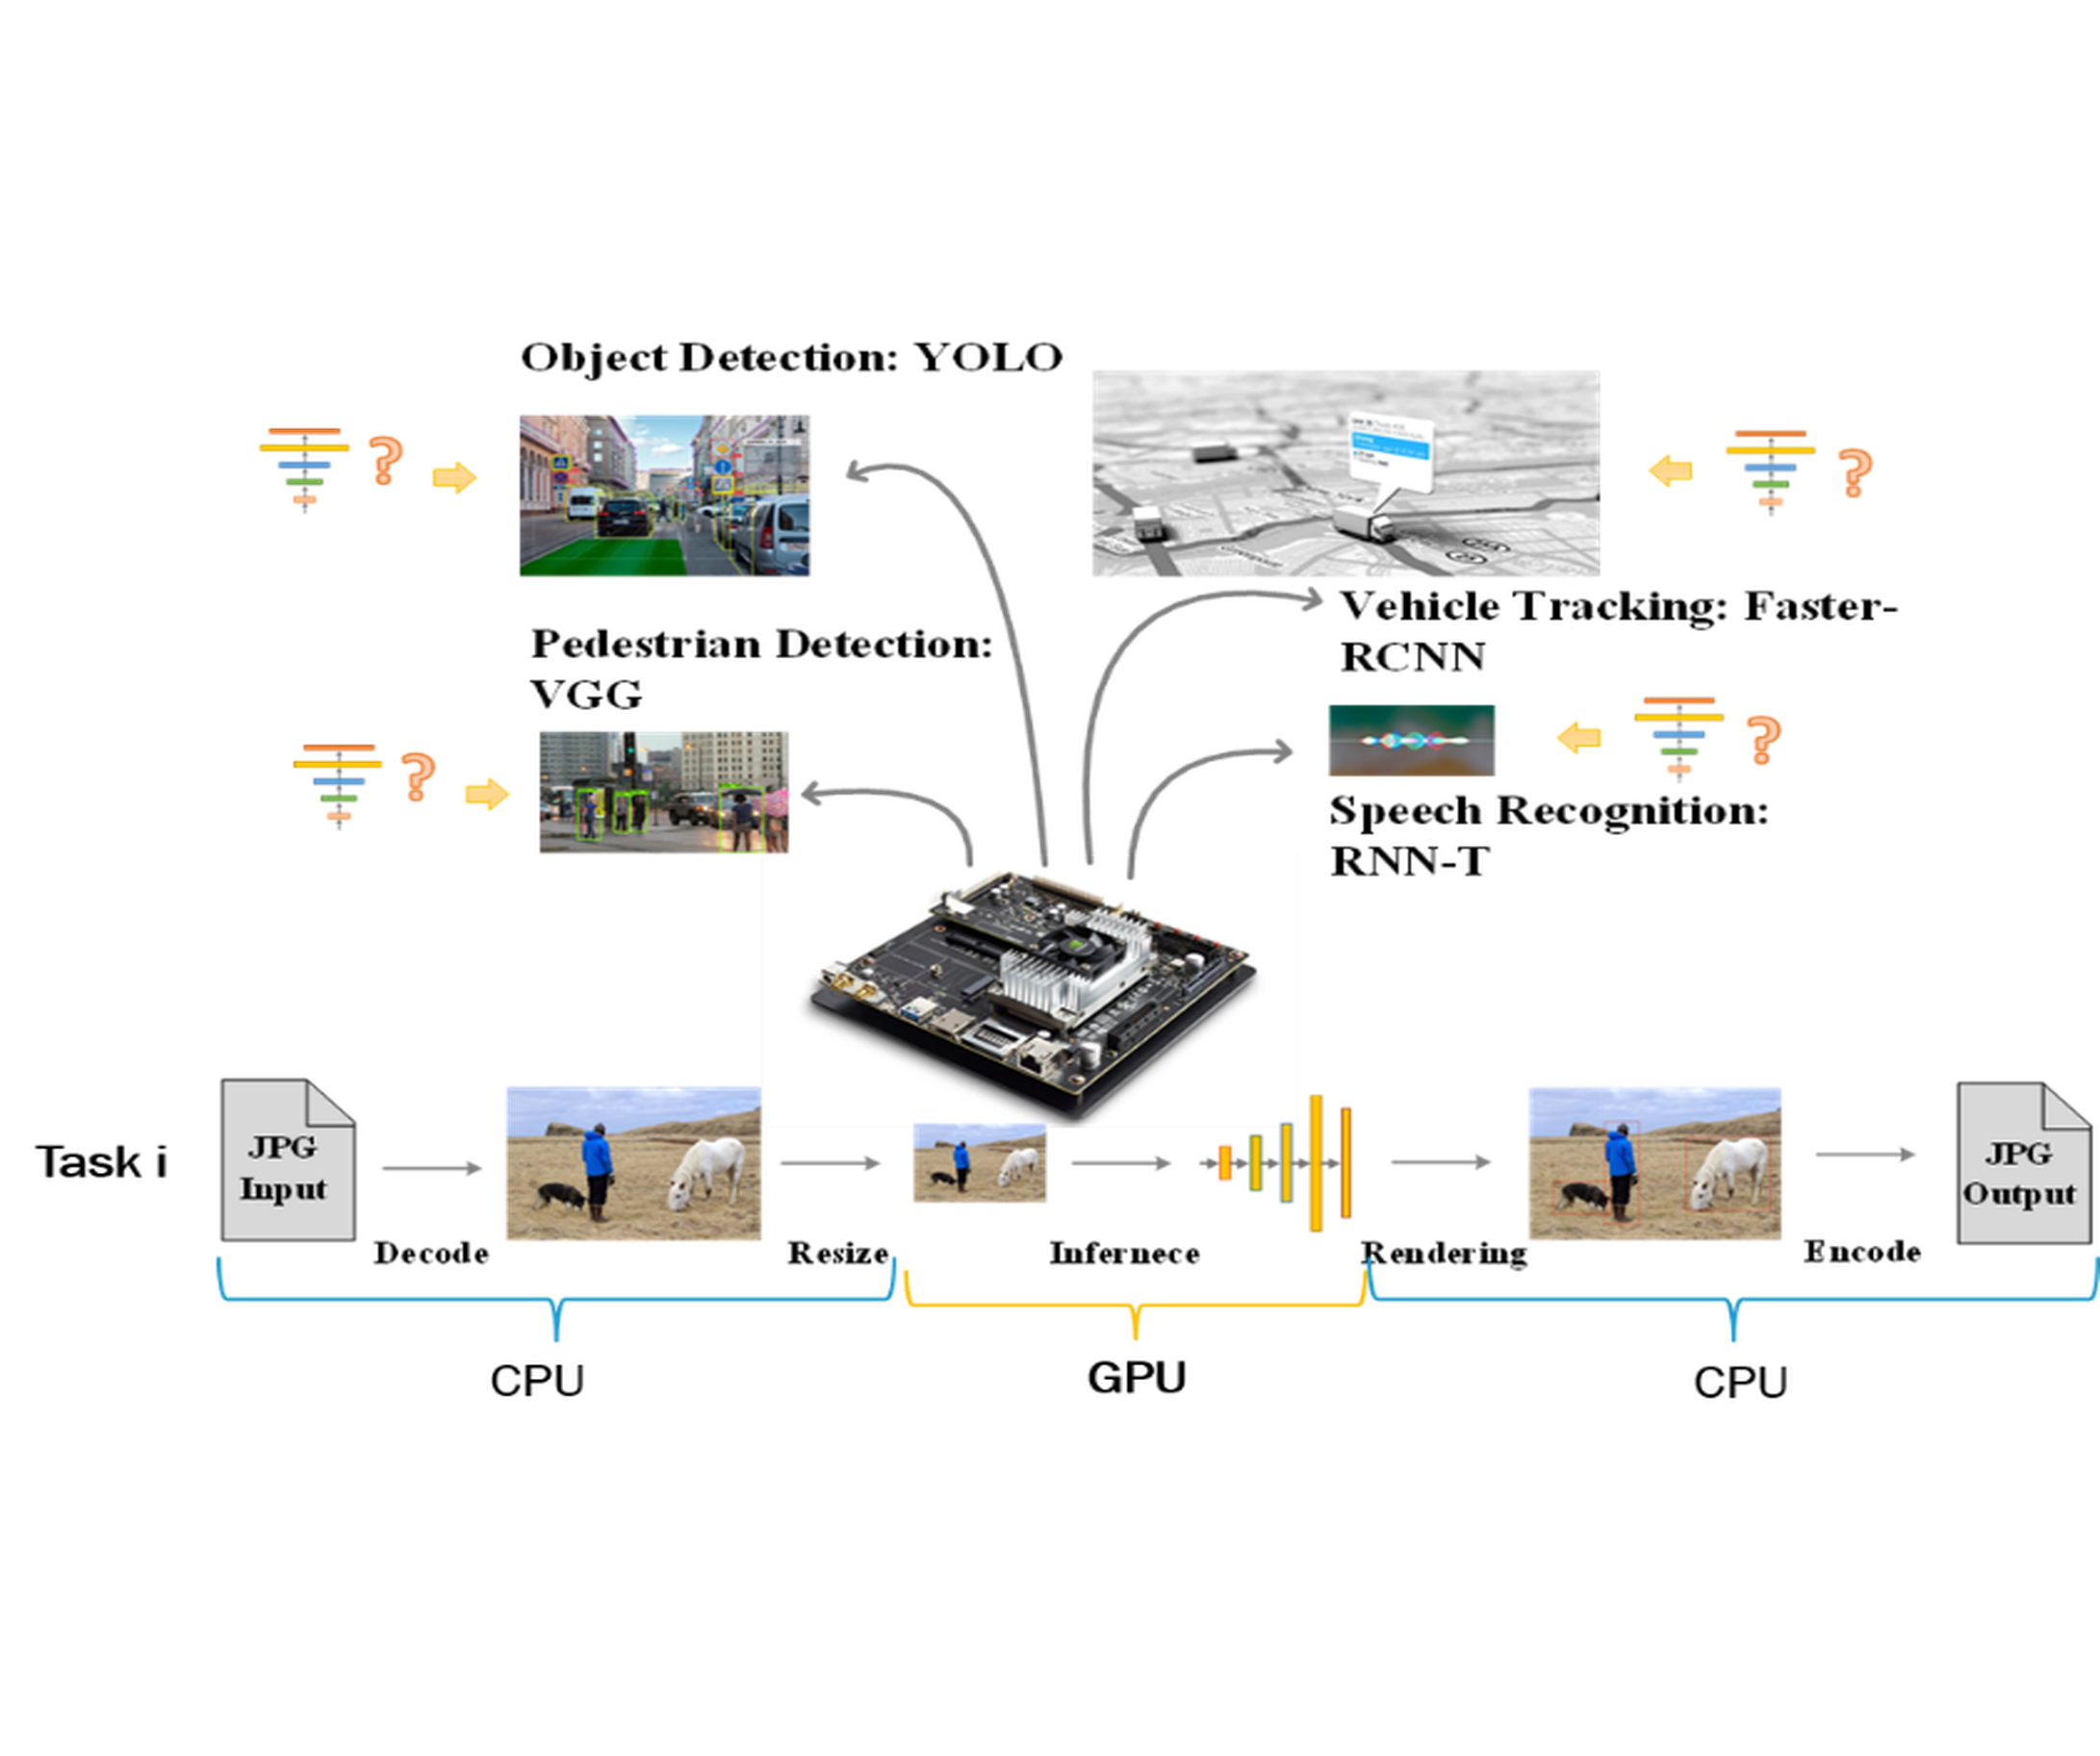 Object Detection: YOLO
Vehicle Tracking: Faster-
RCNN
Pedestrian Detection:
VGG
Speech Recognition:
RNN-T
Task i
JPG
Input
Decode
Resize
Infernece
Rendering
Encode
JPG
Output
CPU
GPU
CPU